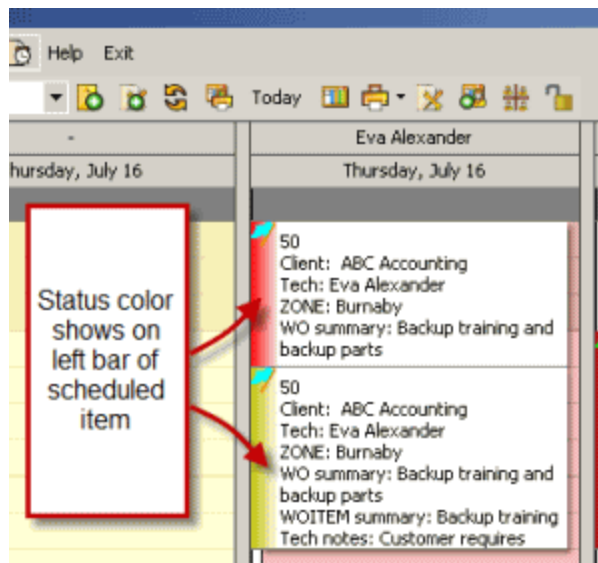 Help Exit
Today
-
hursday, July 16
Eva Alexander
Thursday, July 16
Status color
shows on
left bar of
scheduled
item
50
Client: ABC Accounting
Tech: Eva Alexander
ZONE: Burnaby
WO summary: Backup training and
backup parts
50
Client: ABC Accounting
Tech: Eva Alexander
ZONE: Burnaby
WO summary: Backup training and
backup parts
WOITEM summary: Backup training
Tech notes: Customer requires